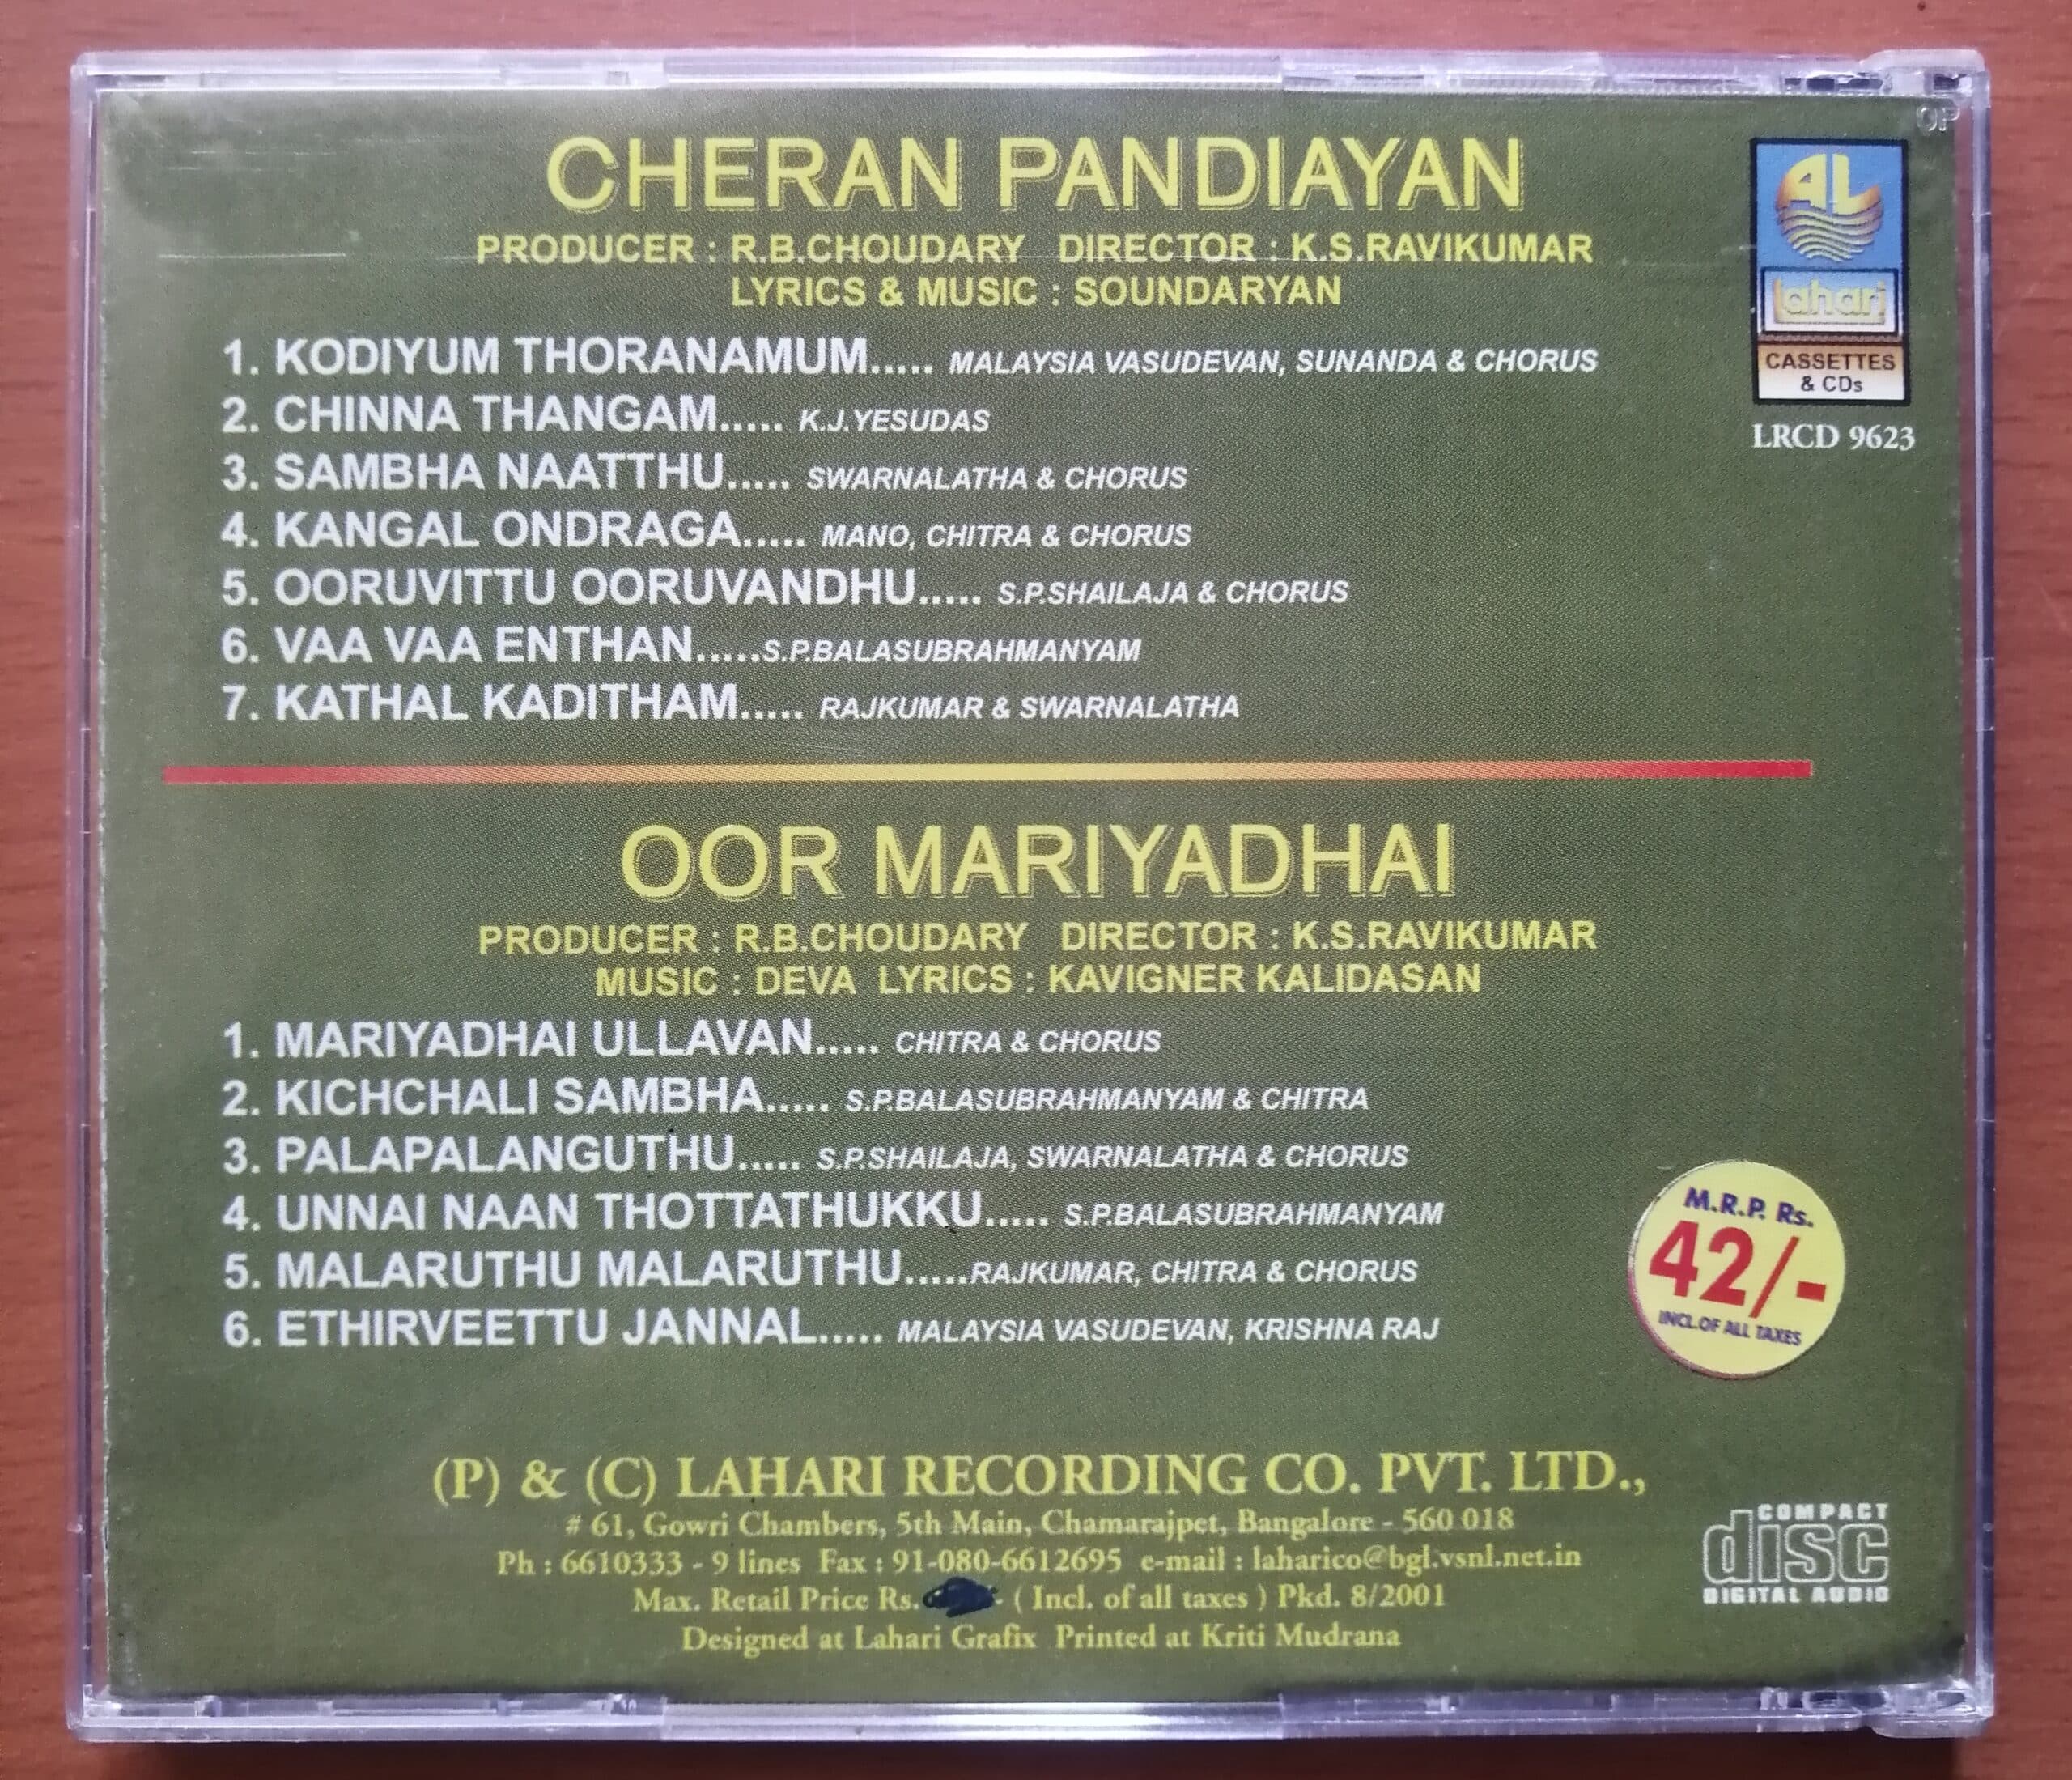 CHERAN PANDIAYAN
PRODUCER : R.B.CHOUDARY DIRECTOR : K.S.RAVIKUMAR
LYRICS & MUSIC : SOUNDARYAN
1. KODIYUM THORANAMUM..... MALAYSIA VASUDEVAN, SUNANDA & CHORUS
2. CHINNA THANGAM..... K.J.YESUDAS
3. SAMBHA NAATTHU..... SWARNALATHA & CHORUS
4. KANGAL ONDRAGA..... MANO, CHITRA & CHORUS
5. OORUVITTU OORUVANDHU..... S.P.SHAILAJA & CHORUS
6. VAA VAA ENTHAN.....S.P.BALASUBRAHMANYAM
7. KATHAL KADITHAM..... RAJKUMAR & SWARNALATHA
AL
lahari
CASSETTES
& CDs
LRCD 9623
OP
OOR MARIYADHAI
PRODUCER : R.B.CHOUDARY DIRECTOR : K.S.RAVIKUMAR
MUSIC : DEVA LYRICS : KAVIGNER KALIDASAN
1. MARIYADHAI ULLAVAN..... CHITRA & CHORUS
2. KICHCHALI SAMBHA..... S.P.BALASUBRAHMANYAM & CHITRA
3. PALAPALANGUTHU..... S.P.SHAILAJA, SWARNALATHA & CHORUS
4. UNNAI NAAN THOTTATHUKKU..... S.P.BALASUBRAHMANYAM
5. MALARUTHU MALARUTHU.....RAJKUMAR, CHITRA & CHORUS
6. ETHIRVEETTU JANNAL..... MALAYSIA VASUDEVAN, KRISHNA RAJ
M.R.P. Rs.
42/-
INCL.OF ALL TAXES
(P) & (C) LAHARI RECORDING CO. PVT. LTD.,
# 61, Gowri Chambers, 5th Main, Chamarajpet, Bangalore - 560 018
Ph : 6610333 - 9 lines Fax : 91-080-6612695 e-mail : laharico@bgl.vsnl.net.in
Max. Retail Price Rs. - ( Incl. of all taxes ) Pkd. 8/2001
Designed at Lahari Grafix Printed at Kriti Mudrana
COMPACT
disc
DIGITAL AUDIO